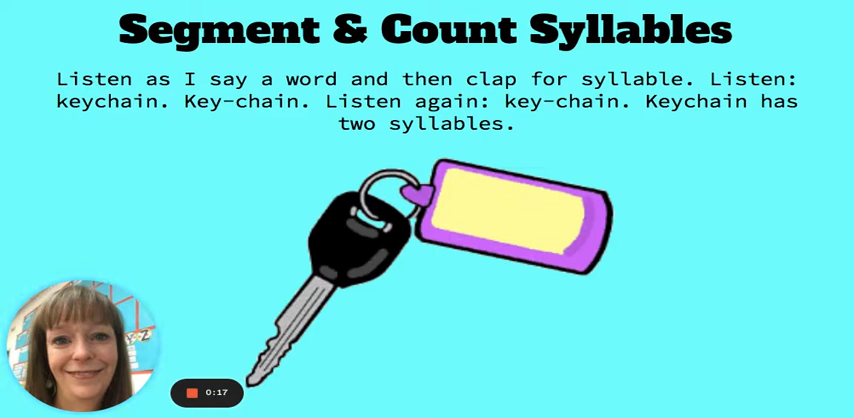 Segment & Count Syllables
Listen as I say a word and then clap for syllable. Listen:
keychain. Key-chain. Listen again: key-chain. Keychain has
two syllables.
0:17